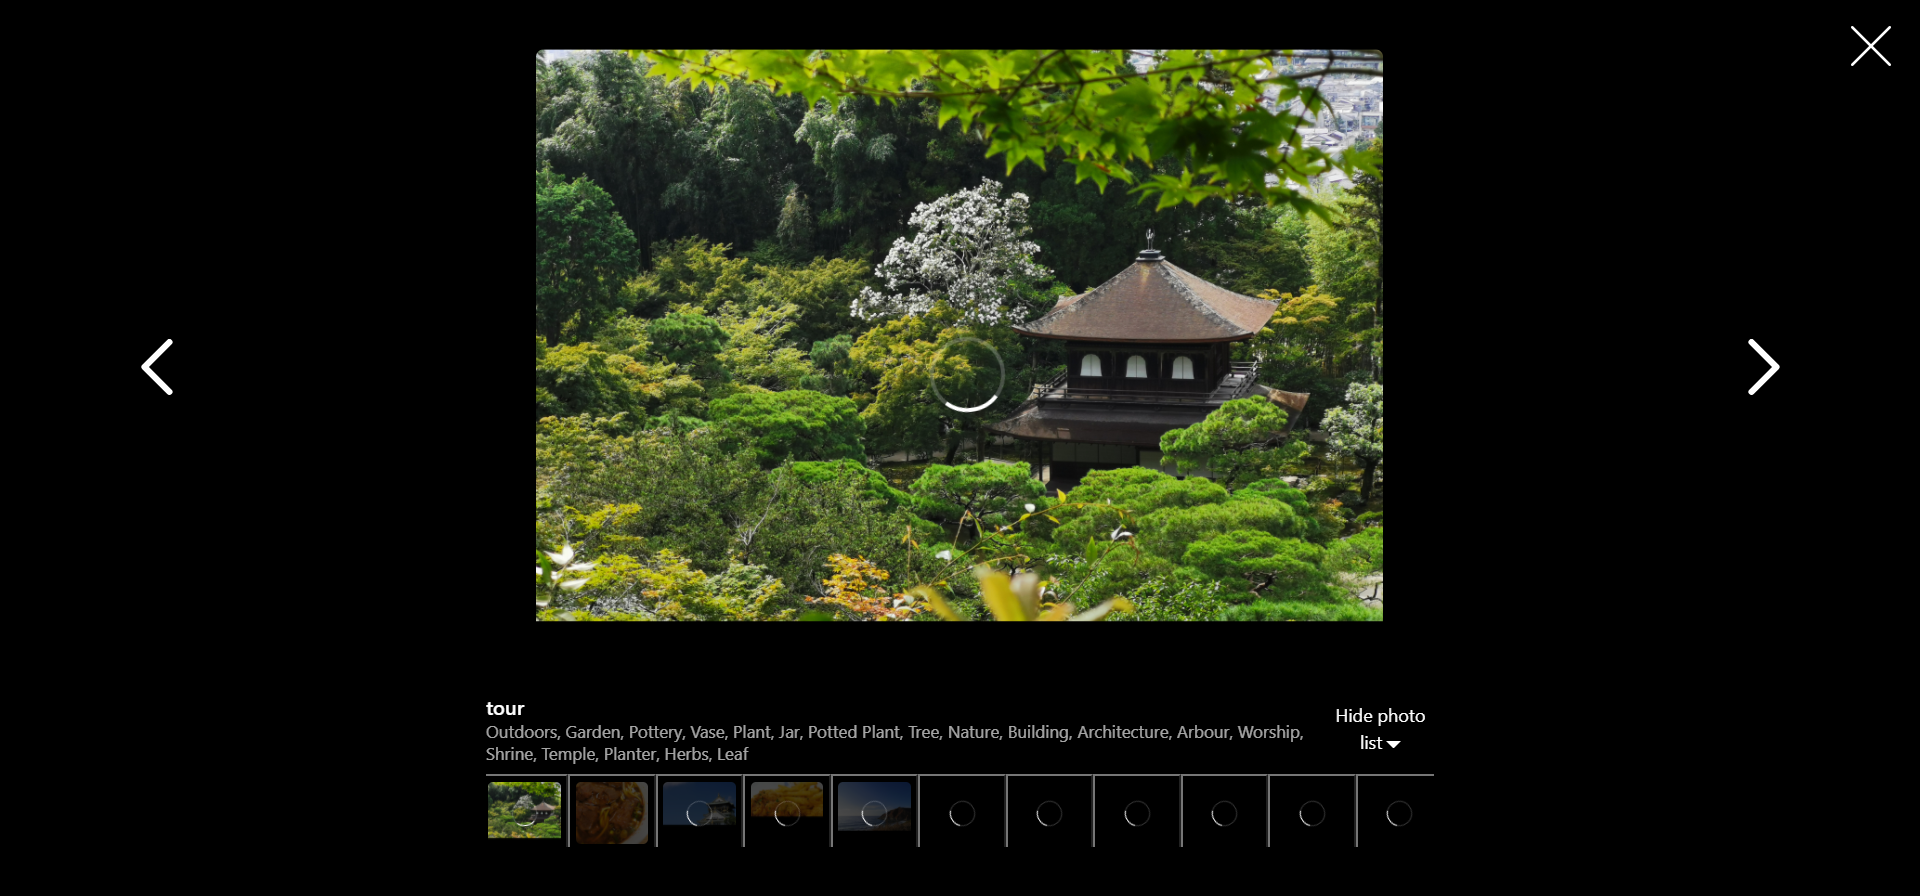 tour
Outdoors, Garden, Pottery, Vase, Plant, Jar, Potted Plant, Tree, Nature, Building, Architecture, Arbour, Worship,
Shrine, Temple, Planter, Herbs, Leaf
Hide photo
list